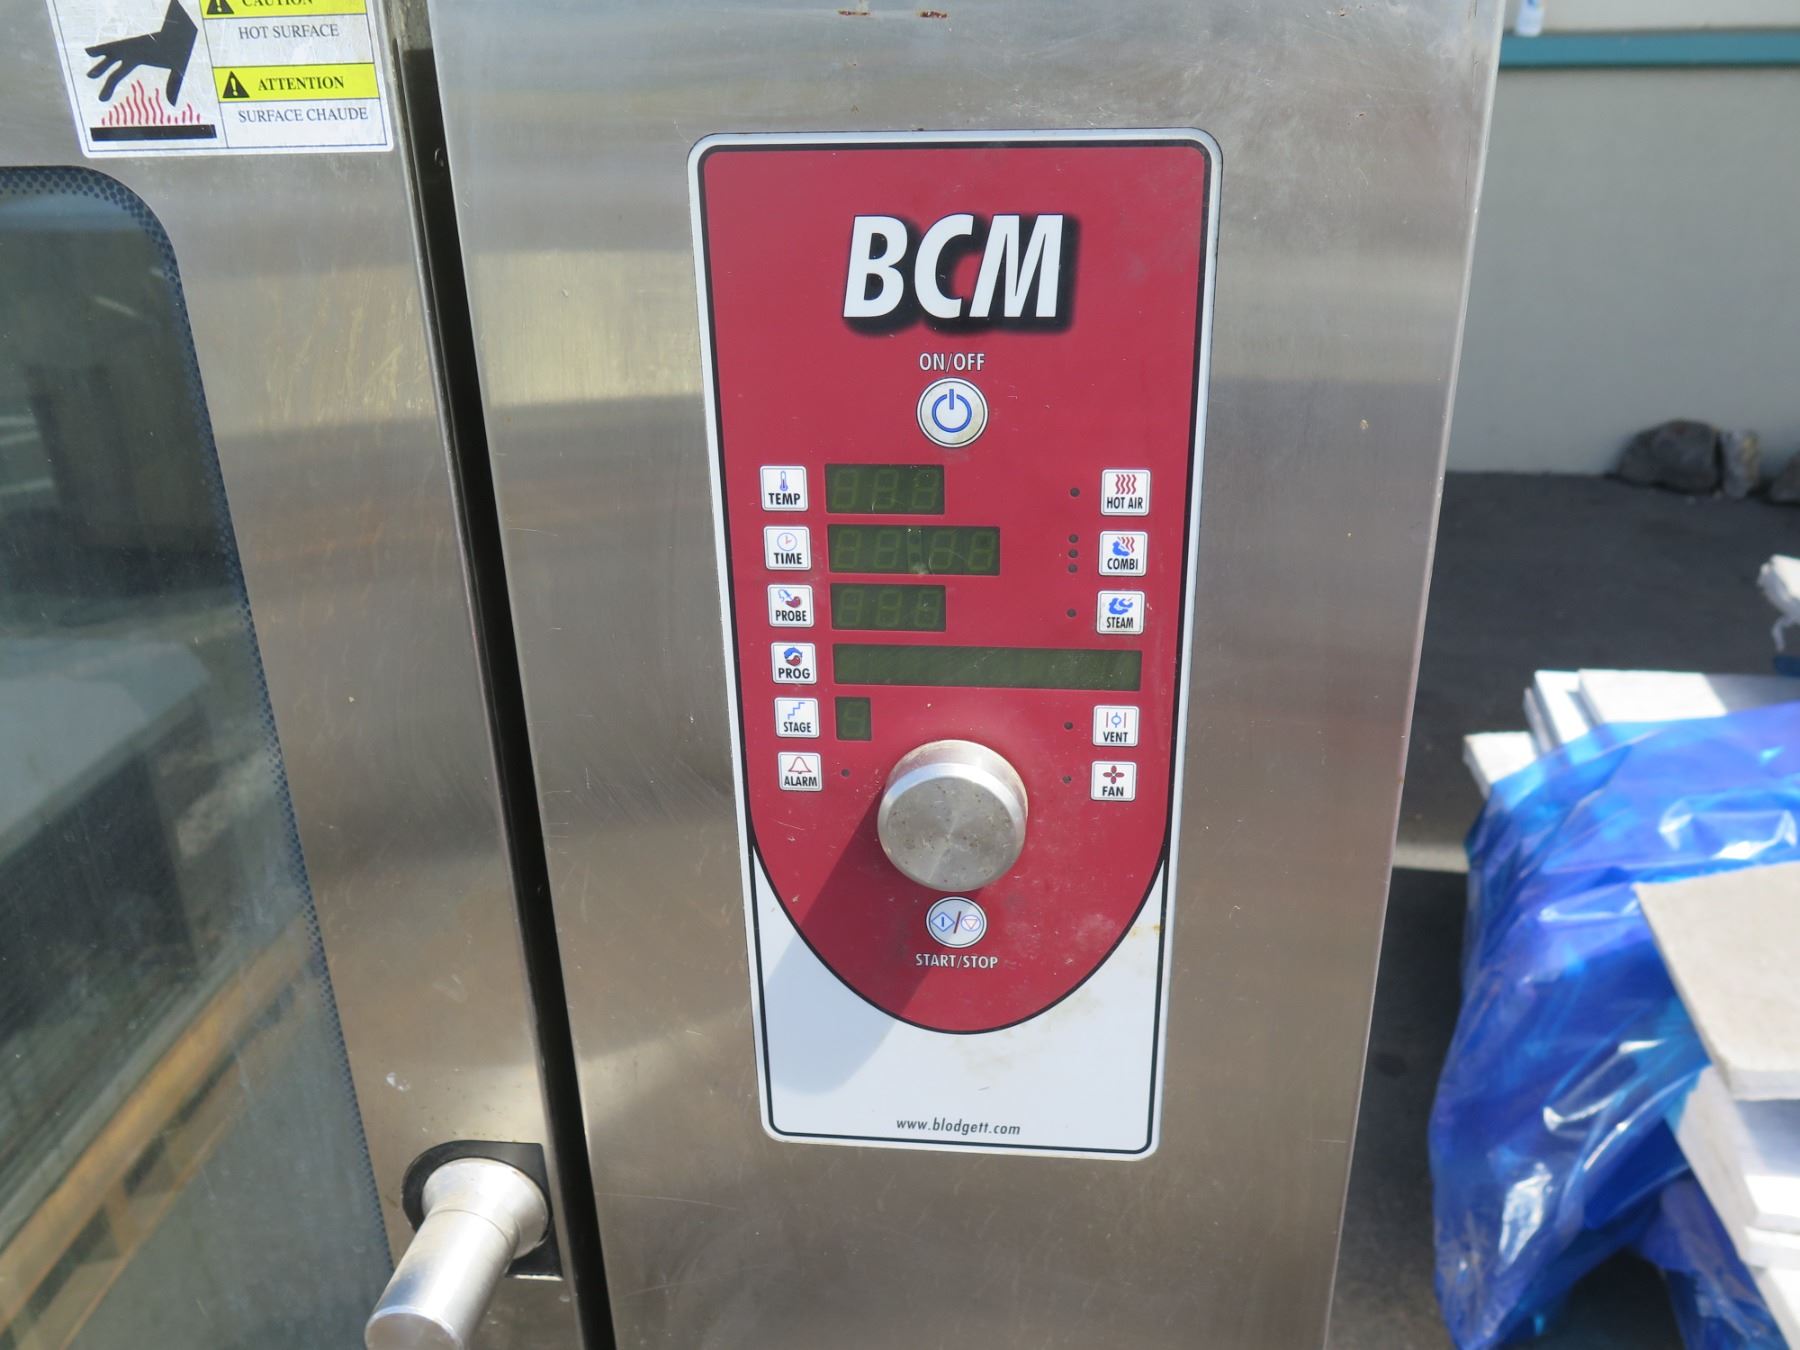 CAUTION
HOT SURFACE
ATTENTION
SURFACE CHAUDE
BCM
ON/OFF
TEMP
HOT AIR
TIME
COMBI
PROBE
STEAM
PROG
STAGE
VENT
ALARM
FAN
START/STOP
www.blodgett.com